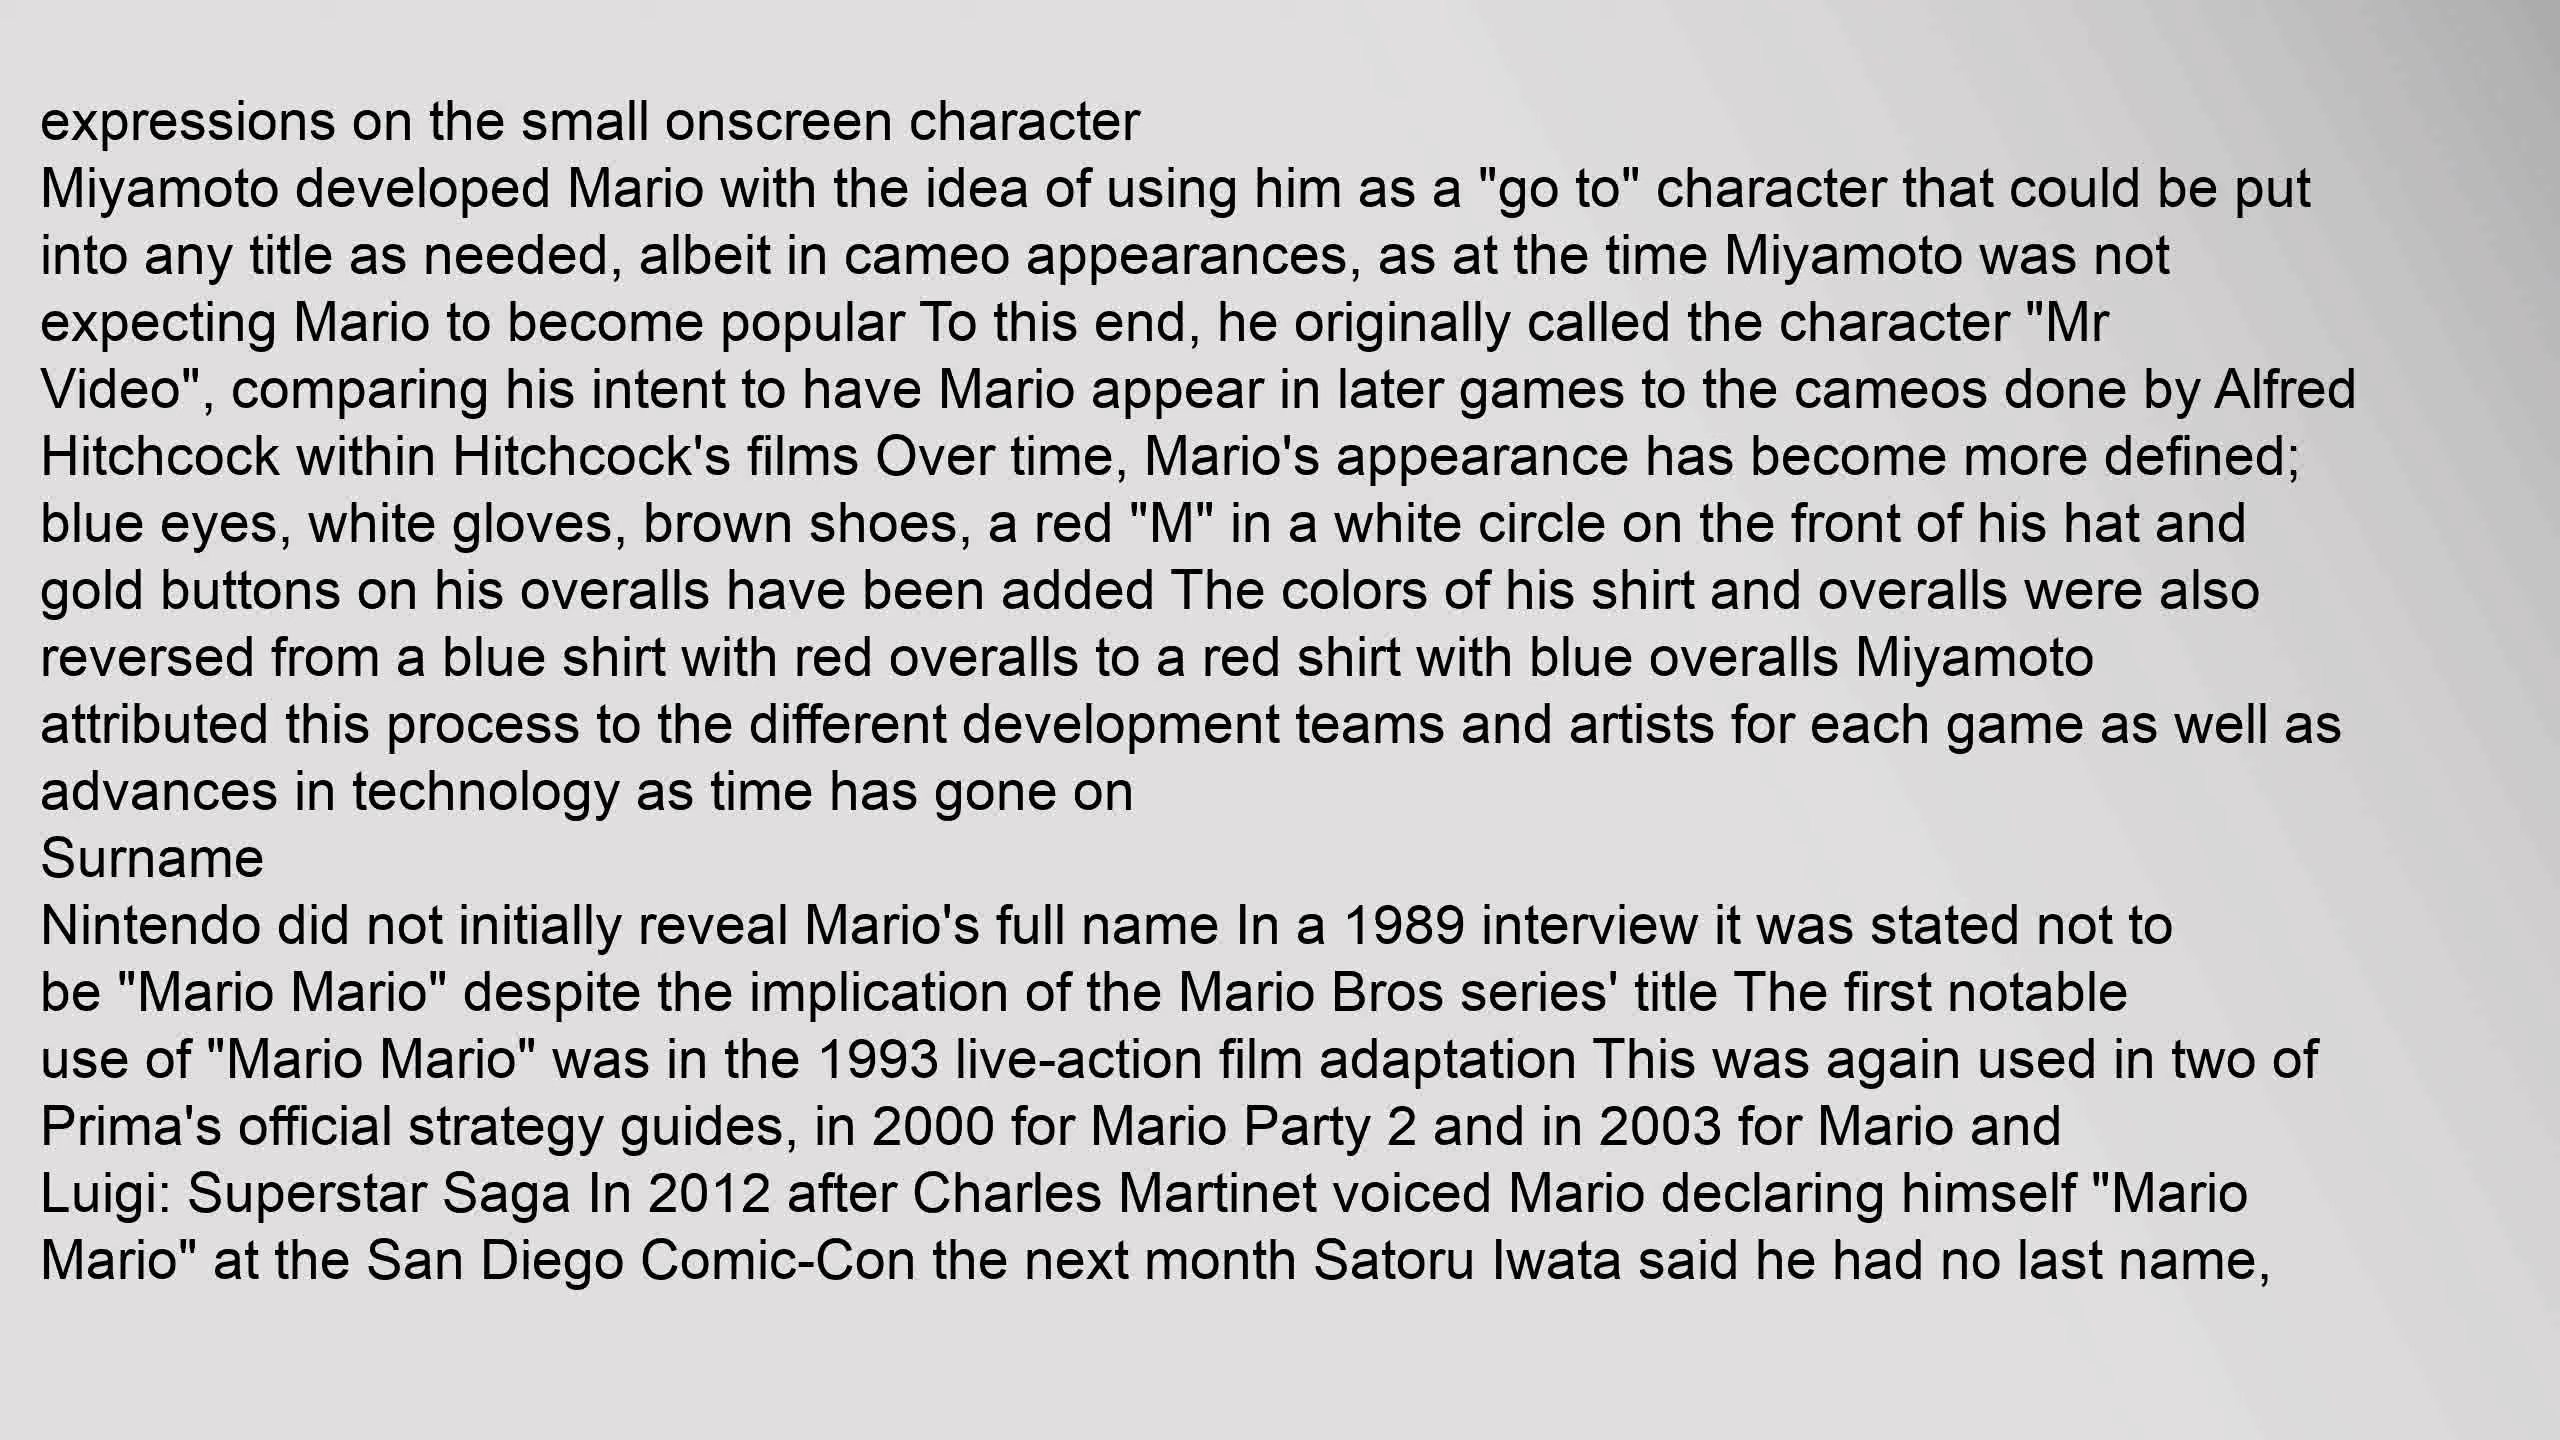 expressions on the small onscreen character
Miyamoto developed Mario with the idea of using him as a "go to" character that could be put
into any title as needed, albeit in cameo appearances, as at the time Miyamoto was not
expecting Mario to become popular To this end, he originally called the character "Mr
Video", comparing his intent to have Mario appear in later games to the cameos done by Alfred
Hitchcock within Hitchcock's films Over time, Mario's appearance has become more defined;
blue eyes, white gloves, brown shoes, a red "M" in a white circle on the front of his hat and
gold buttons on his overalls have been added The colors of his shirt and overalls were also
reversed from a blue shirt with red overalls to a red shirt with blue overalls Miyamoto
attributed this process to the different development teams and artists for each game as well as
advances in technology as time has gone on
Surname
Nintendo did not initially reveal Mario's full name In a 1989 interview it was stated not to
be "Mario Mario" despite the implication of the Mario Bros series' title The first notable
use of "Mario Mario" was in the 1993 live-action film adaptation This was again used in two of
Prima's official strategy guides, in 2000 for Mario Party 2 and in 2003 for Mario and
Luigi: Superstar Saga In 2012 after Charles Martinet voiced Mario declaring himself "Mario
Mario" at the San Diego Comic-Con the next month Satoru Iwata said he had no last name,